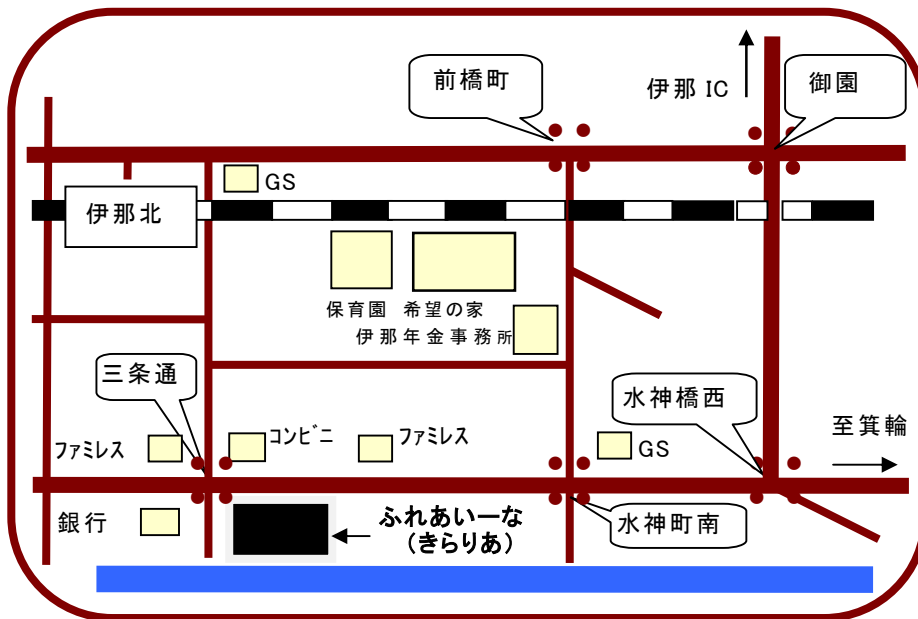 前橋町
伊那 IC
御園
GS
伊那北
保育園 希望の家
伊那年金事務所
三条通
水神橋西
ファミレス
コンビニ
ファミレス
GS
至箕輪
銀行
ふれあいーな
(きらりあ)
水神町南